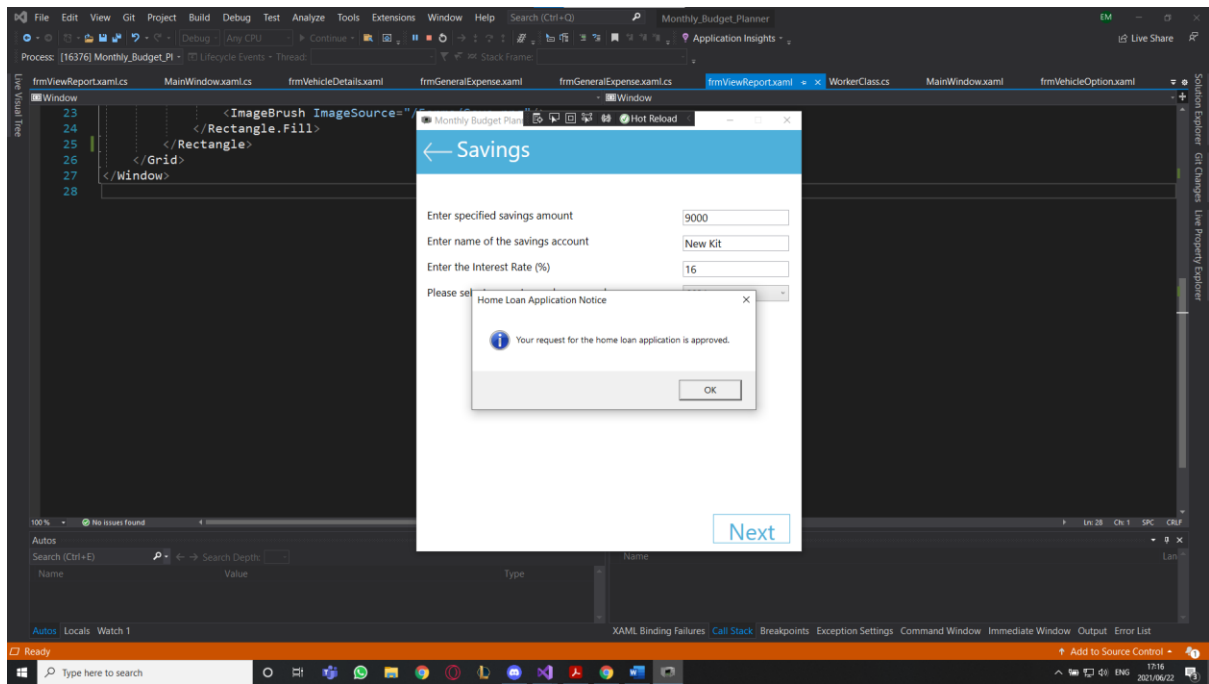 File Edit View Git Project Build Debug Test Analyze Tools Extensions Window Help Search (Ctrl+Q) Monthly_Budget_Planner EM
Debug Any CPU Continue Application Insights Live Share
Process: [16376] Monthly_Budget_Pl Lifecycle Events Thread: Stack Frame:
frmViewReport.xaml.cs MainWindow.xaml.cs frmVehicleDetails.xaml frmGeneralExpense.xaml frmGeneralExpense.xaml.cs frmViewReport.xaml WorkerClass.cs MainWindow.xaml frmVehicleOption.xaml
Window Window
Live Visual Tree
23 <ImageBrush ImageSource="/
24 </Rectangle.Fill>
25 </Rectangle>
26 </Grid>
27 </Window>
28
Monthly Budget Plan Hot Reload
Savings
Enter specified savings amount 9000
Enter name of the savings account New Kit
Enter the Interest Rate (%) 16
Please sel
Home Loan Application Notice
Your request for the home loan application is approved.
OK
Next
Solution Explorer Git Changes Live Property Explorer
100 % No issues found Ln: 28 Ch: 1 SPC CRLF
Autos
Search (Ctrl+E) Search Depth: Name Lan
Name Value Type
Autos Locals Watch 1 XAML Binding Failures Call Stack Breakpoints Exception Settings Command Window Immediate Window Output Error List
Ready Add to Source Control 1
Type here to search ENG 17:16
2021/06/22